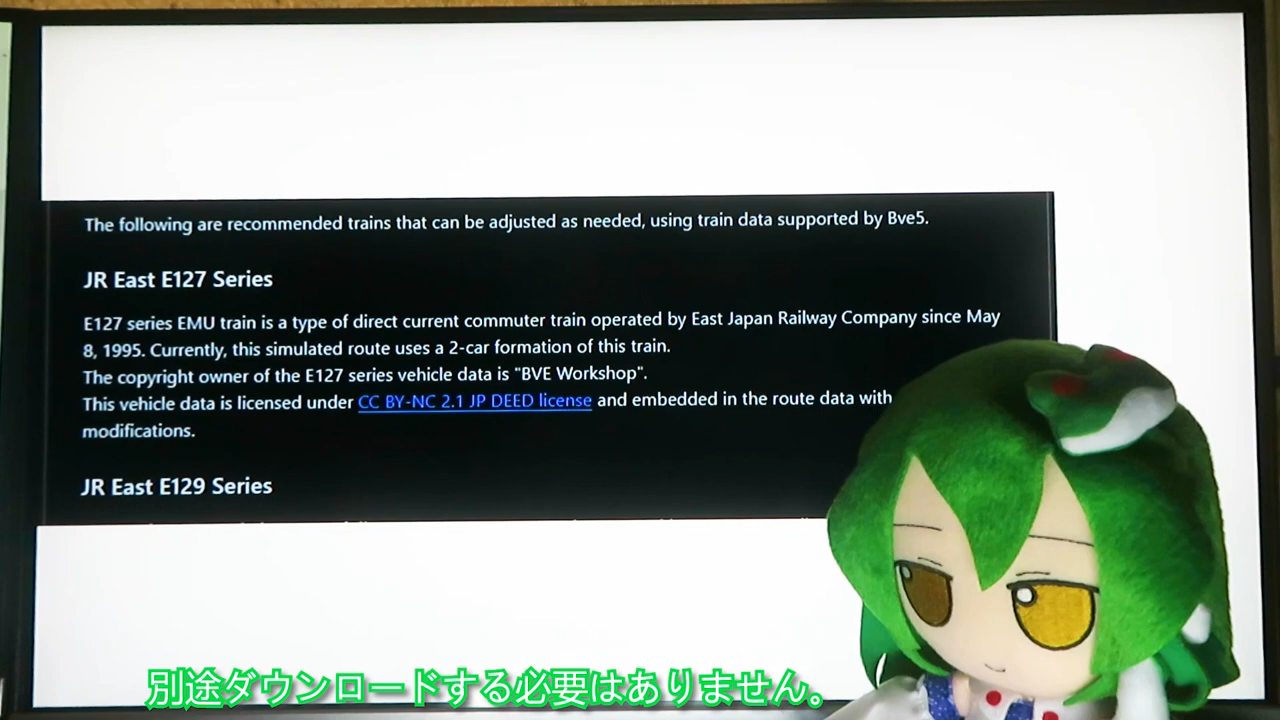 The following are recommended trains that can be adjusted as needed, using train data supported by Bve5.
JR East E127 Series
E127 series EMU train is a type of direct current commuter train operated by East Japan Railway Company since May
8, 1995. Currently, this simulated route uses a 2-car formation of this train.
The copyright owner of the E127 series vehicle data is "BVE Workshop".
This vehicle data is licensed under CC BY-NC 2.1 JP DEED license and embedded in the route data with
modifications.
JR East E129 Series
別途ダウンロードする必要はありません。